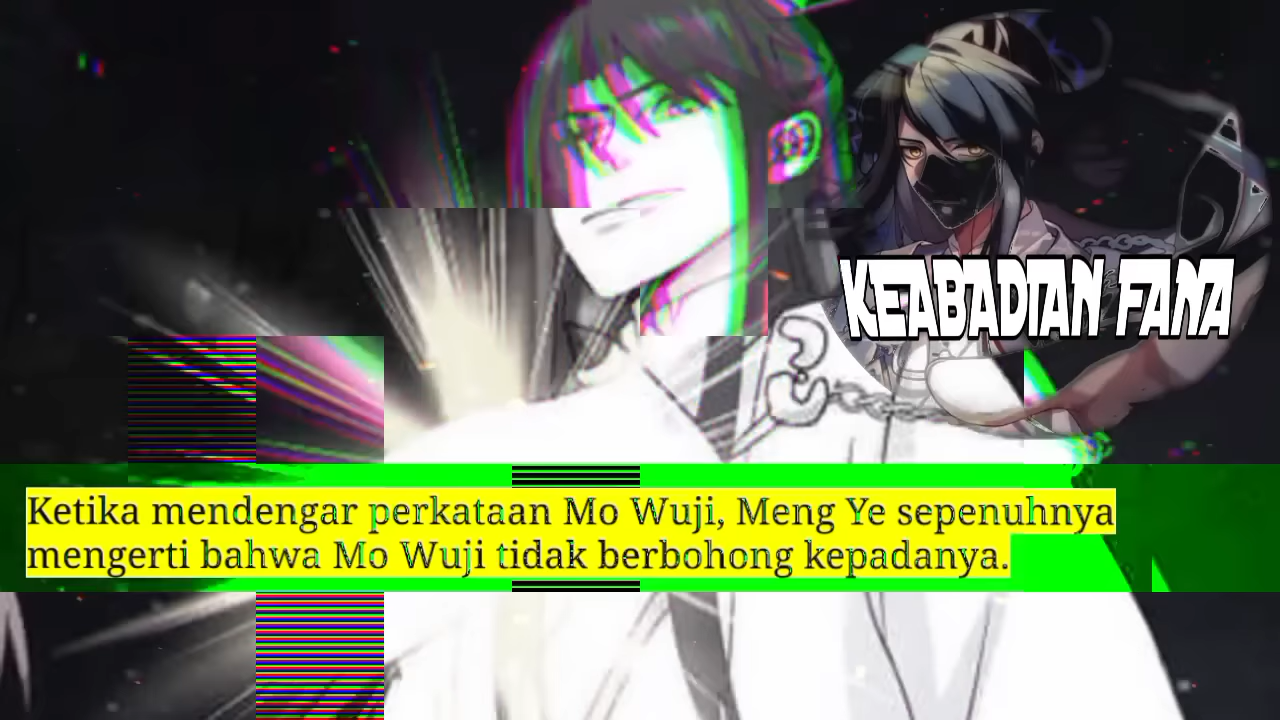 KEABADIAN FANA
Ketika mendengar perkataan Mo Wuji, Meng Ye sepenuhnya
mengerti bahwa Mo Wuji tidak berbohong kepadanya.